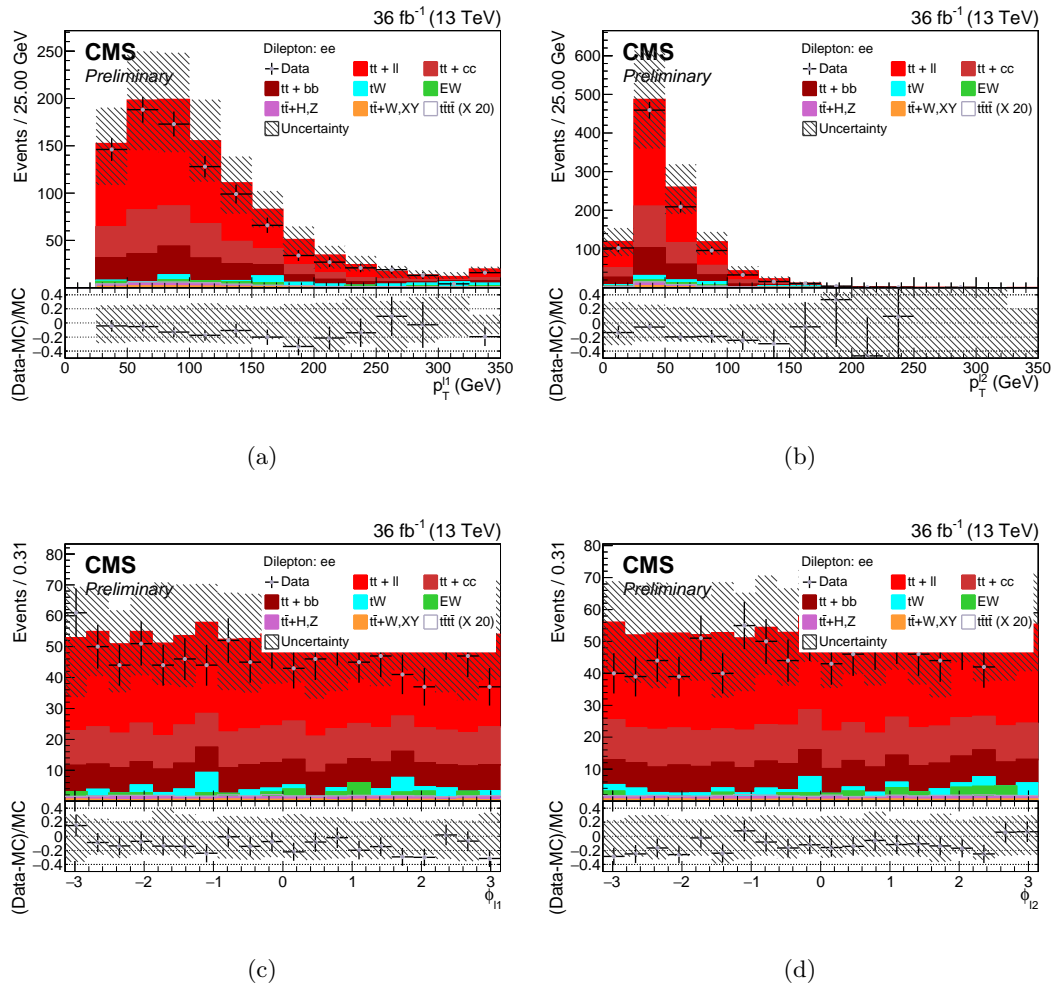 36 fb-1 (13 TeV)
CMS
Preliminary
Dilepton: ee
Data
tt + ll
tt + cc
tt + bb
tW
EW
tt̄+H,Z
tt̄+W,XY
tt̄tt̄ (X 20)
Uncertainty
Events / 25.00 GeV
250
200
150
100
50
(Data-MC)/MC
0.4
0.2
0
−0.2
−0.4
0 50 100 150 200 250 300 350
p_T^l1 (GeV)
(a)
36 fb-1 (13 TeV)
CMS
Preliminary
Dilepton: ee
Data
tt + ll
tt + cc
tt + bb
tW
EW
tt̄+H,Z
tt̄+W,XY
tt̄tt̄ (X 20)
Uncertainty
Events / 25.00 GeV
600
500
400
300
200
100
(Data-MC)/MC
0.4
0.2
0
−0.2
−0.4
0 50 100 150 200 250 300 350
p_T^l2 (GeV)
(b)
36 fb-1 (13 TeV)
CMS
Preliminary
Dilepton: ee
Data
tt + ll
tt + cc
tt + bb
tW
EW
tt̄+H,Z
tt̄+W,XY
tt̄tt̄ (X 20)
Uncertainty
Events / 0.31
80
70
60
50
40
30
20
10
(Data-MC)/MC
0.4
0.2
0
−0.2
−0.4
−3 −2 −1 0 1 2 3
ϕ_l1
(c)
36 fb-1 (13 TeV)
CMS
Preliminary
Dilepton: ee
Data
tt + ll
tt + cc
tt + bb
tW
EW
tt̄+H,Z
tt̄+W,XY
tt̄tt̄ (X 20)
Uncertainty
Events / 0.31
80
70
60
50
40
30
20
10
(Data-MC)/MC
0.4
0.2
0
−0.2
−0.4
−3 −2 −1 0 1 2 3
ϕ_l2
(d)